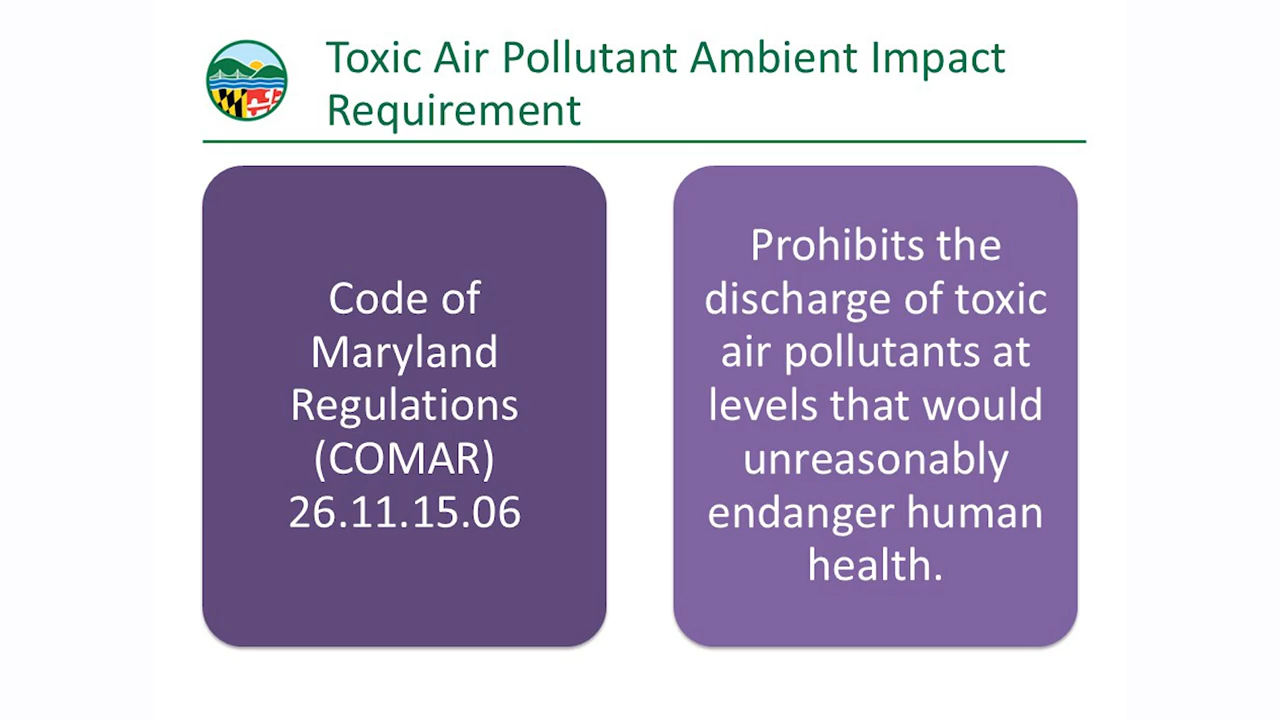 Toxic Air Pollutant Ambient Impact
Requirement
Code of
Maryland
Regulations
(COMAR)
26.11.15.06
Prohibits the
discharge of toxic
air pollutants at
levels that would
unreasonably
endanger human
health.